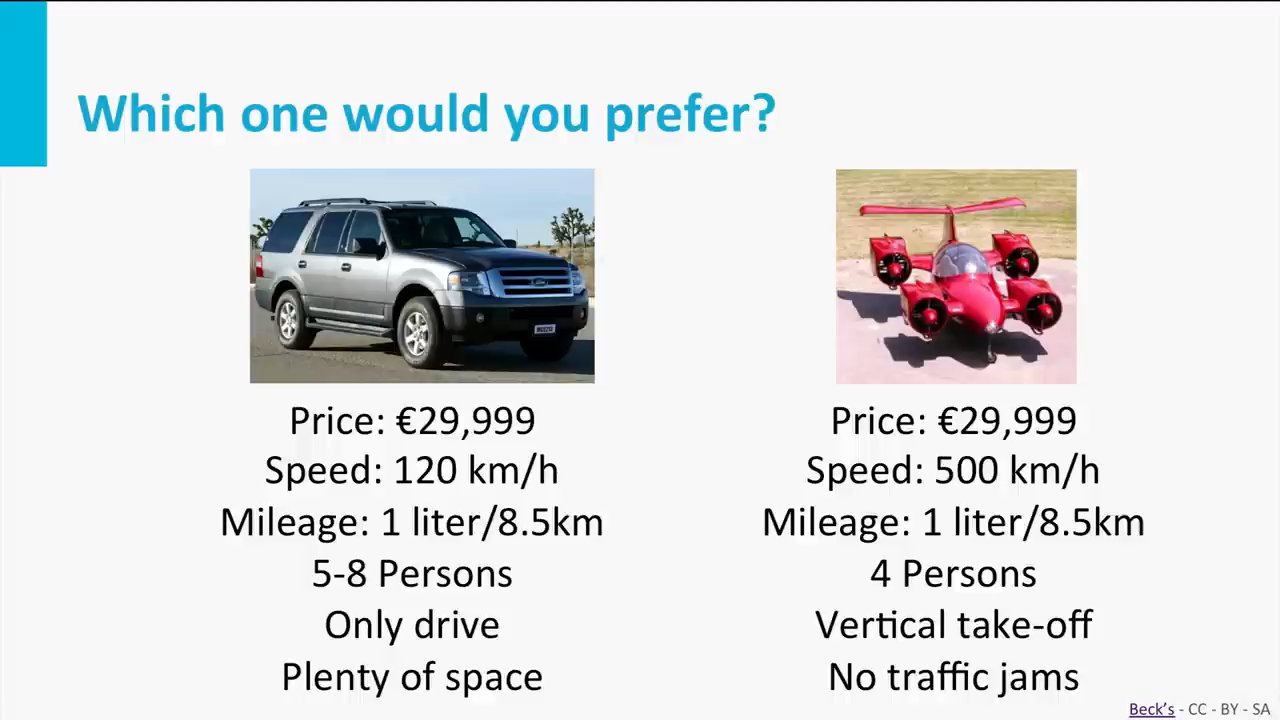 Which one would you prefer?
Price: €29,999
Speed: 120 km/h
Mileage: 1 liter/8.5km
5-8 Persons
Only drive
Plenty of space
Price: €29,999
Speed: 500 km/h
Mileage: 1 liter/8.5km
4 Persons
Vertical take-off
No traffic jams
Beck's - CC - BY - SA